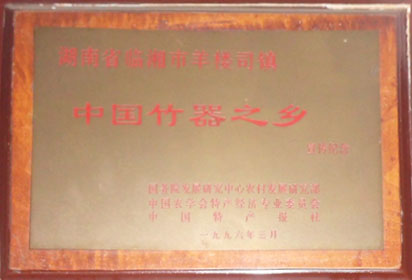 湖南省临湘市羊楼司镇
中国竹器之乡
国务院发展研究中心农村发展研究部
中国农学会特产经济专业委员会
中国特产报社
一九九六年三月